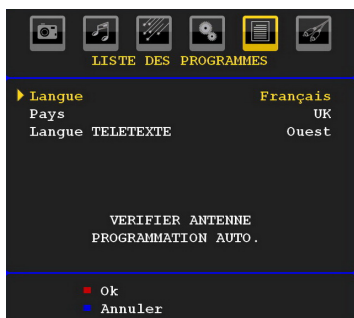 LISTE DES PROGRAMMES
Langue Français
Pays UK
Langue TELETEXTE Ouest
VERIFIER ANTENNE
PROGRAMMATION AUTO.
Ok
Annuler